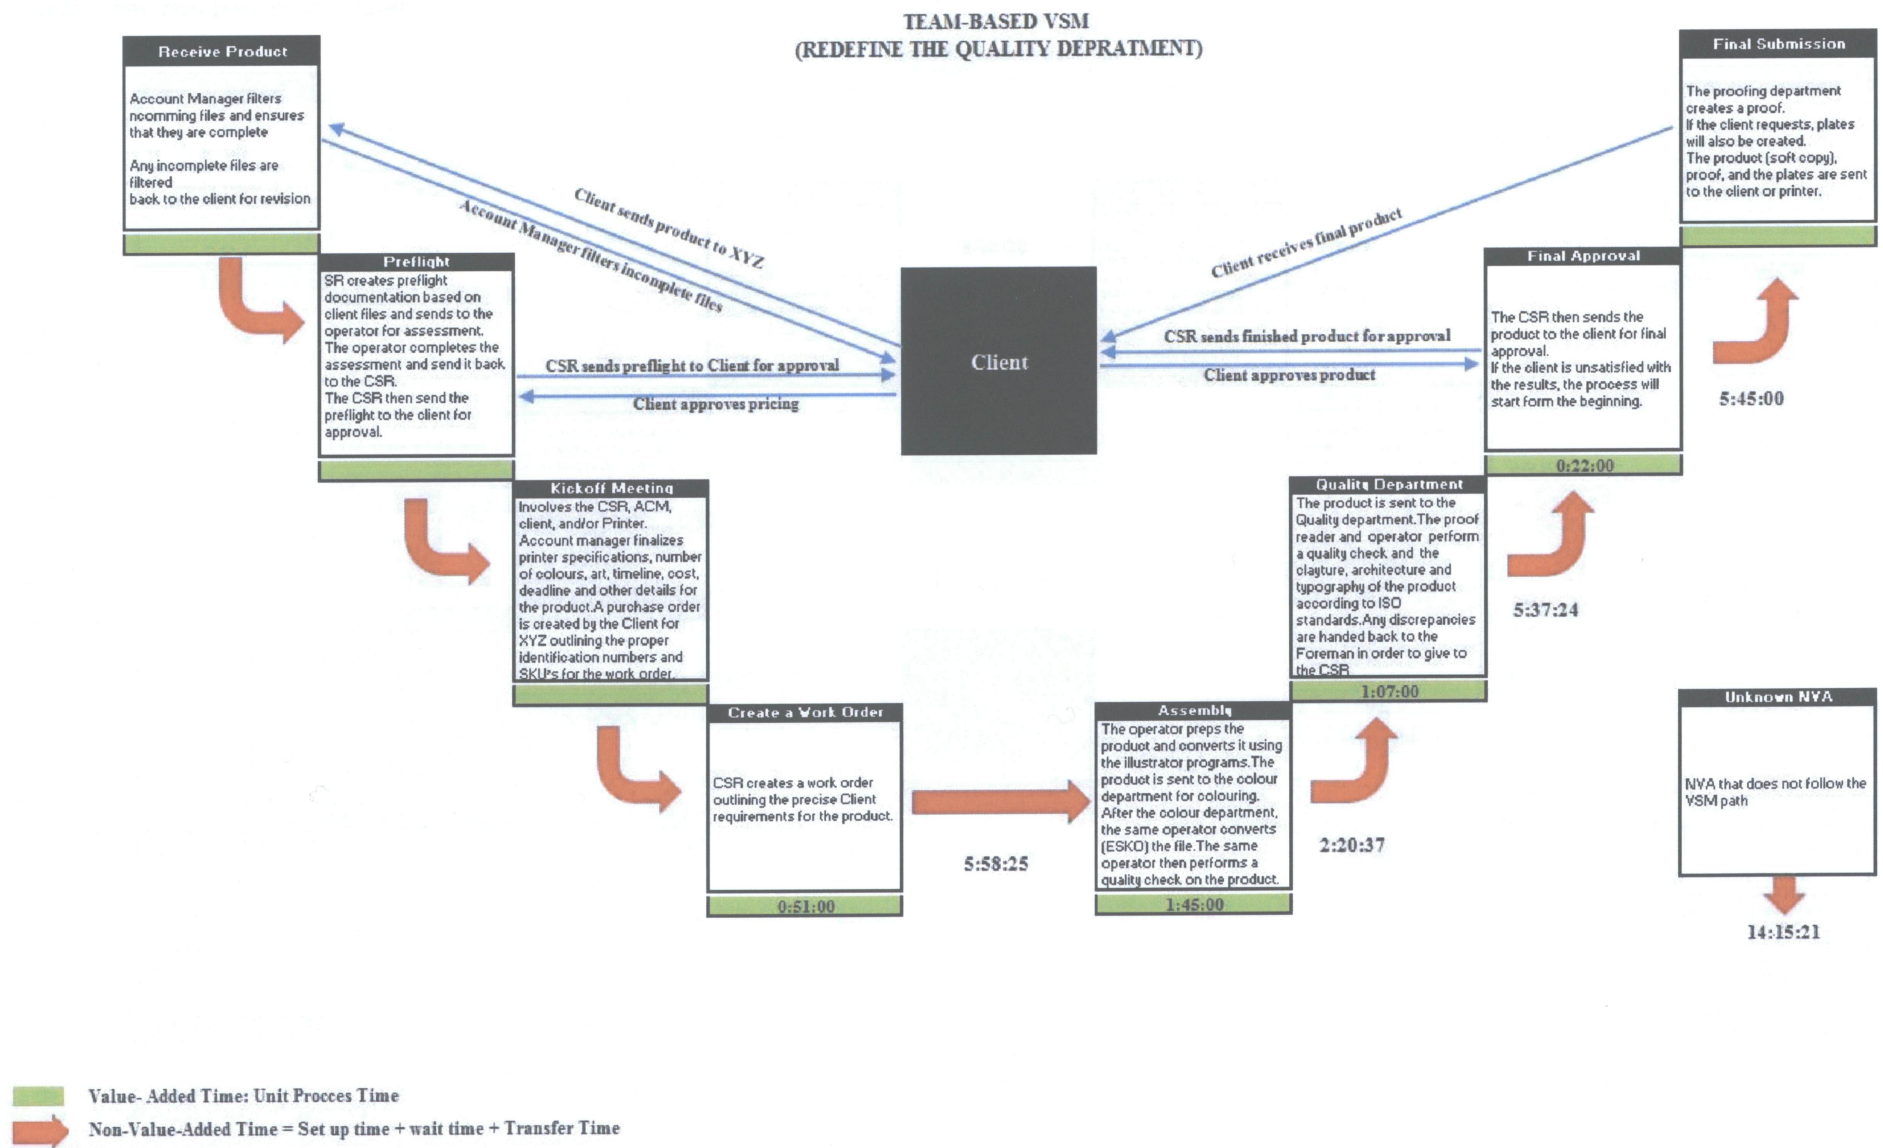 TEAM-BASED VSM
(REDEFINE THE QUALITY DEPRATMENT)
Receive Product
Account Manager filters
ncomming files and ensures
that they are complete
Any incomplete files are
filtered
back to the client for revision
Preflight
SR creates preflight
documentation based on
client files and sends to the
operator for assessment.
The operator completes the
assessment and send it back
to the CSR.
The CSR then send the
preflight to the client for
approval.
Kickoff Meeting
Involves the CSR, ACM,
client, and/or Printer.
Account manager finalizes
printer specifications, number
of colours, art, timeline, cost,
deadline and other details for
the product.A purchase order
is created by the Client for
XYZ outlining the proper
identification numbers and
SKU's for the work order.
Create a Work Order
CSR creates a work order
outlining the precise Client
requirements for the product.
0:51:00
5:58:25
Assembly
The operator preps the
product and converts it using
the illustrator programs.The
product is sent to the colour
department for colouring.
After the colour department,
the same operator converts
(ESKO) the file.The same
operator then performs a
quality check on the product.
1:45:00
2:20:37
Quality Department
The product is sent to the
Quality department.The proof
reader and operator perform
a quality check and the
clayture, architecture and
typography of the product
according to ISO
standards.Any discrepancies
are handed back to the
Foreman in order to give to
the CSR
1:07:00
5:37:24
Final Approval
The CSR then sends the
product to the client for final
approval.
If the client is unsatisfied with
the results, the process will
start form the beginning.
0:22:00
5:45:00
Final Submission
The proofing department
creates a proof.
If the client requests, plates
will also be created.
The product (soft copy),
proof, and the plates are sent
to the client or printer.
Client sends product to XYZ
Account Manager filters incomplete files
CSR sends preflight to Client for approval
Client approves pricing
Client
Client receives final product
CSR sends finished product for approval
Client approves product
Unknown NVA
NVA that does not follow the
VSM path
14:15:21
Value- Added Time: Unit Procces Time
Non-Value-Added Time = Set up time + wait time + Transfer Time